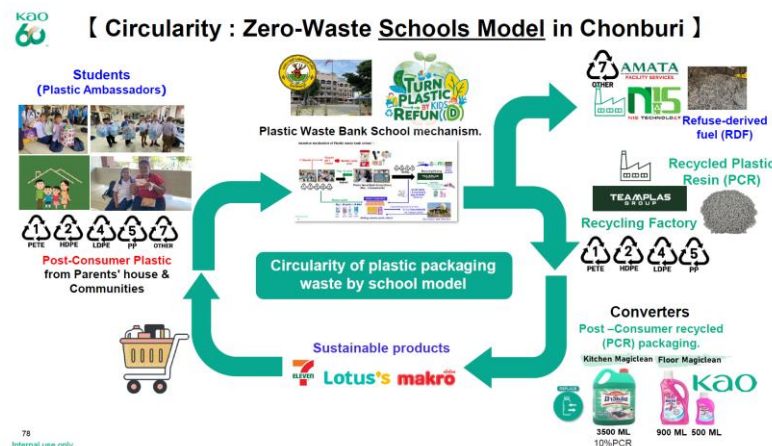 Kao
60
【 Circularity : Zero-Waste Schools Model in Chonburi 】
Students
(Plastic Ambassadors)
1 2 4 5 7
PETE HDPE LDPE PP OTHER
Post-Consumer Plastic
from Parents' house &
Communities
TURN
PLASTIC
BY KIDS
REFUN(D)
Plastic Waste Bank School mechanism.
Circularity of plastic packaging
waste by school model
7
OTHER
AMATA
FACILITY SERVICES
N15
N15 TECHNOLOGY
Refuse-derived
fuel (RDF)
Recycled Plastic
Resin (PCR)
TEAMPLAS
GROUP
Recycling Factory
1 2 4 5
PETE HDPE LDPE PP
Converters
Post –Consumer recycled
(PCR) packaging.
Kitchen Magiclean Floor Magiclean
Kao
3500 ML 900 ML 500 ML
10%PCR
Sustainable products
7
ELEVEN
Lotus's
makro
78
Internal use only